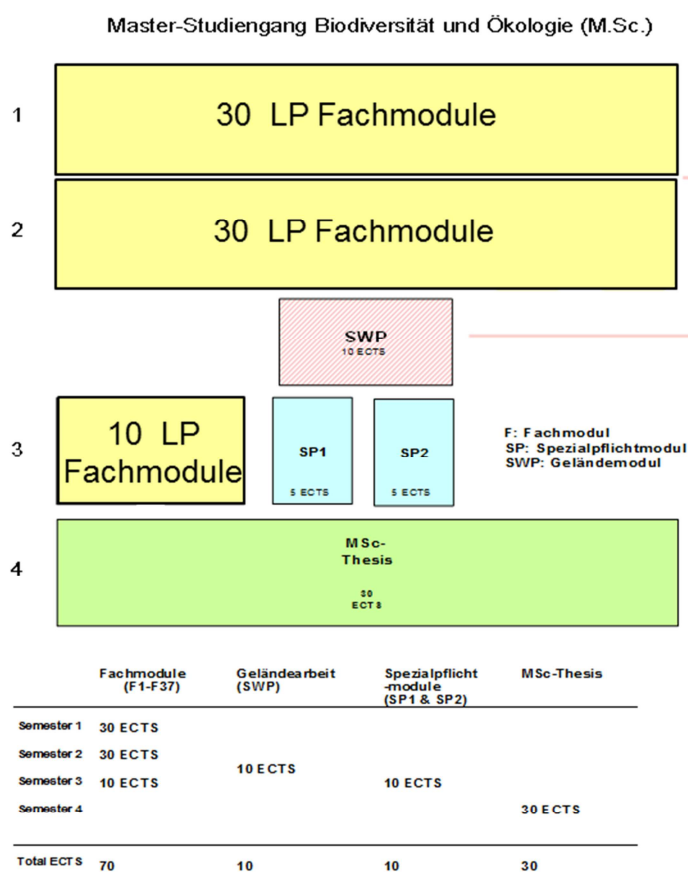 Master-Studiengang Biodiversität und Ökologie (M.Sc.)
1
30 LP Fachmodule
2
30 LP Fachmodule
SWP
10 ECTS
3
10 LP
Fachmodule
SP1
5 ECTS
SP2
5 ECTS
F: Fachmodul
SP: Spezialpflichtmodul
SWP: Geländemodul
4
MSc-
Thesis
30
ECTS
Fachmodule Geländearbeit Spezialpflicht MSc-Thesis
(F1-F37) (SWP) -module
(SP1 & SP2)
Semester 1 30 ECTS
Semester 2 30 ECTS
10 ECTS
Semester 3 10 ECTS 10 ECTS
Semester 4 30 ECTS
Total ECTS 70 10 10 30